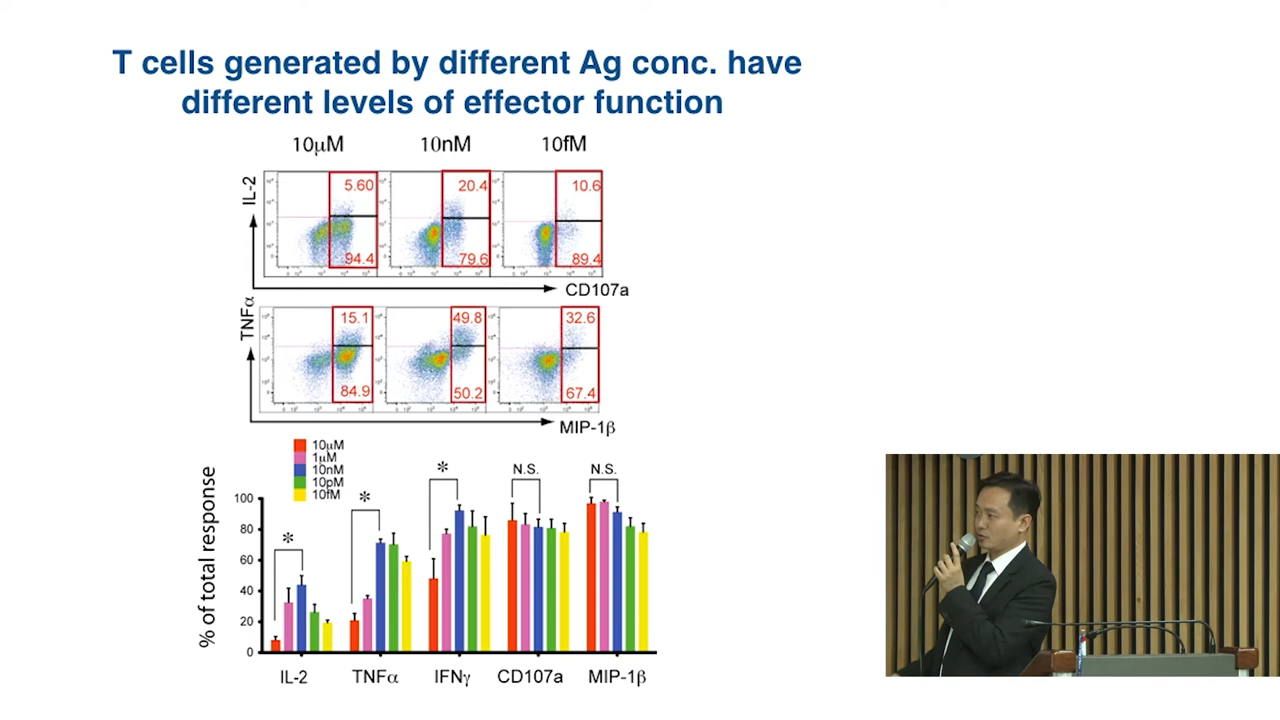 T cells generated by different Ag conc. have
different levels of effector function
10μM 10nM 10fM
IL-2
5.60 20.4 10.6
94.4 79.6 89.4
CD107a
TNFα
15.1 49.8 32.6
84.9 50.2 67.4
MIP-1β
10μM
1μM
10nM
10pM
10fM
% of total response
100
80
60
40
20
0
* * * N.S. N.S.
IL-2 TNFα IFNγ CD107a MIP-1β